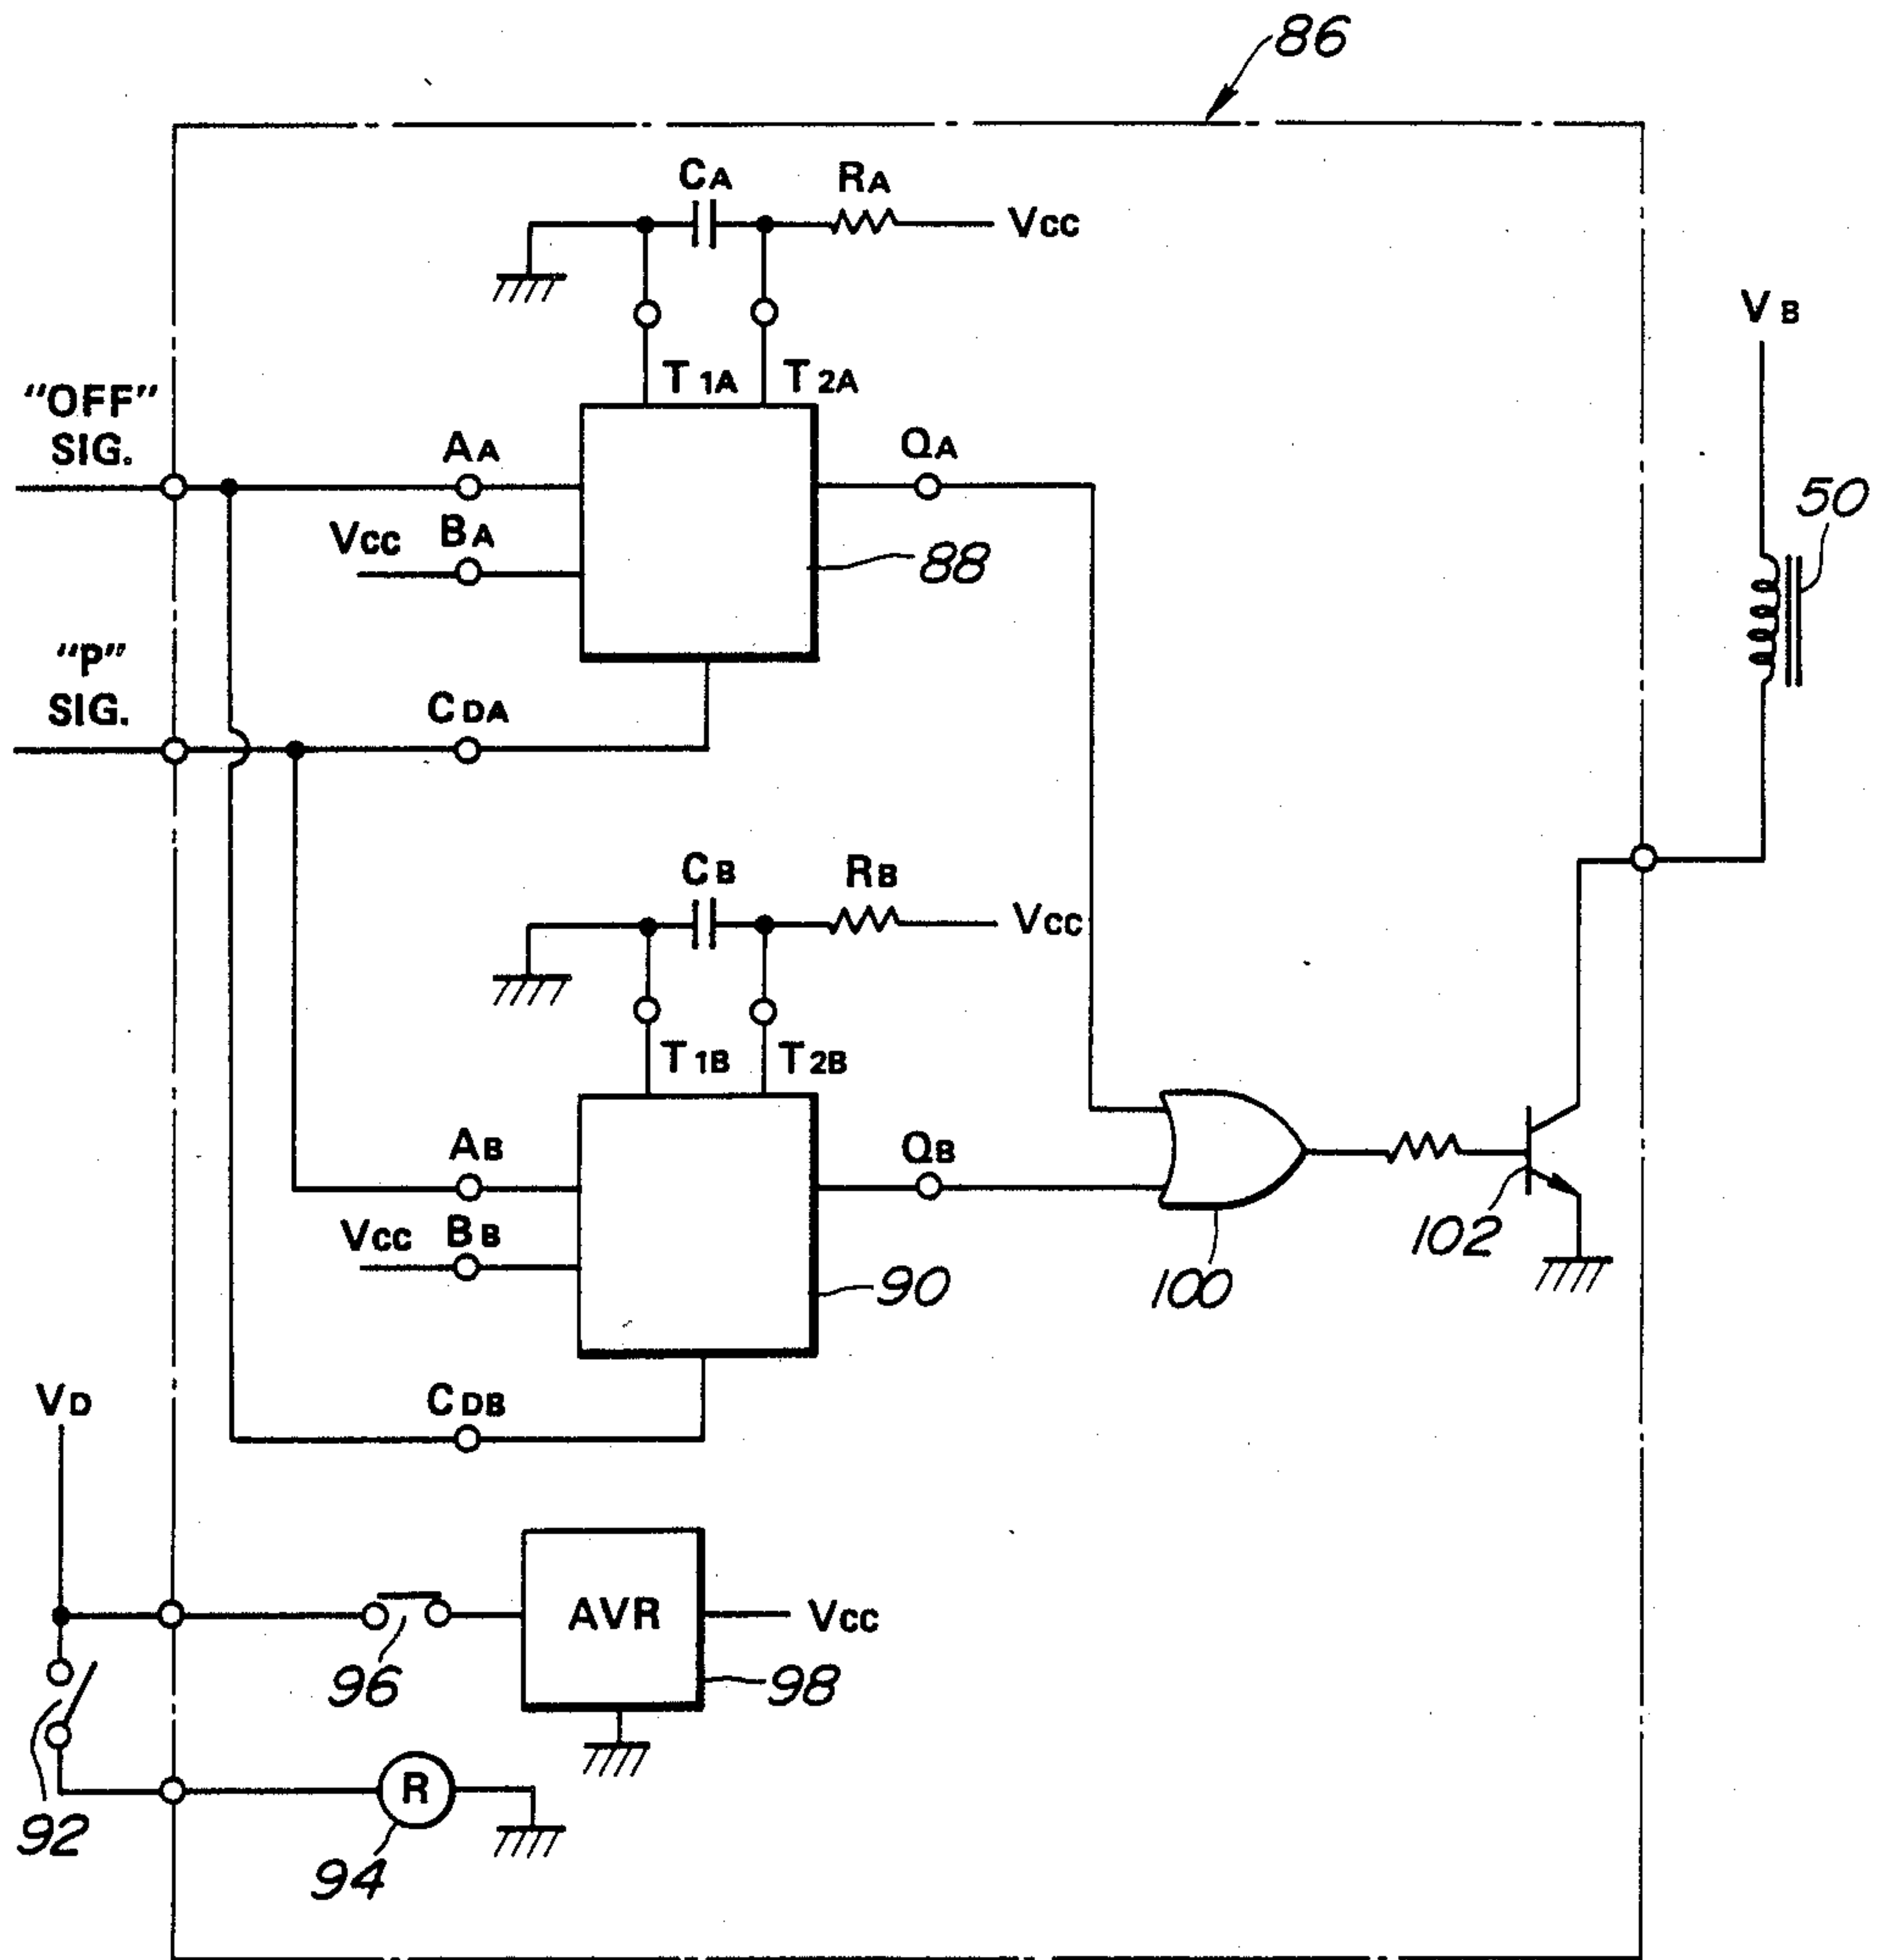 86
CA
RA
Vcc
VB
T1A
T2A
“OFF”
SIG.
AA
QA
50
Vcc
BA
88
“P”
SIG.
CDA
CB
RB
Vcc
T1B
T2B
AB
QB
Vcc
BB
102
90
100
VD
CDB
AVR
Vcc
96
98
R
92
94